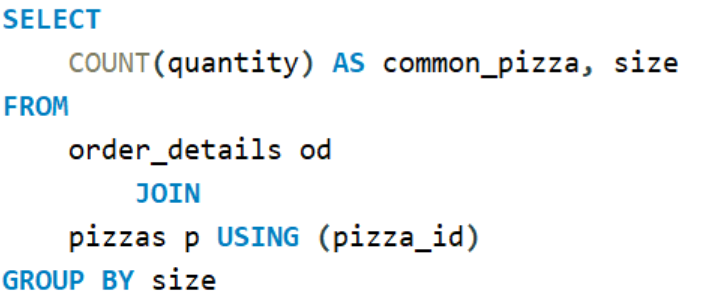 SELECT
COUNT(quantity) AS common_pizza, size
FROM
order_details od
JOIN
pizzas p USING (pizza_id)
GROUP BY size